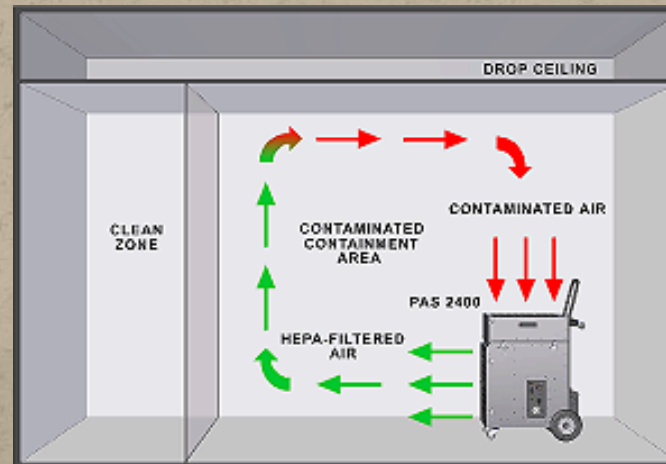 DROP CEILING
CONTAMINATED AIR
CLEAN
ZONE
CONTAMINATED
CONTAINMENT
AREA
PAS 2400
HEPA-FILTERED
AIR